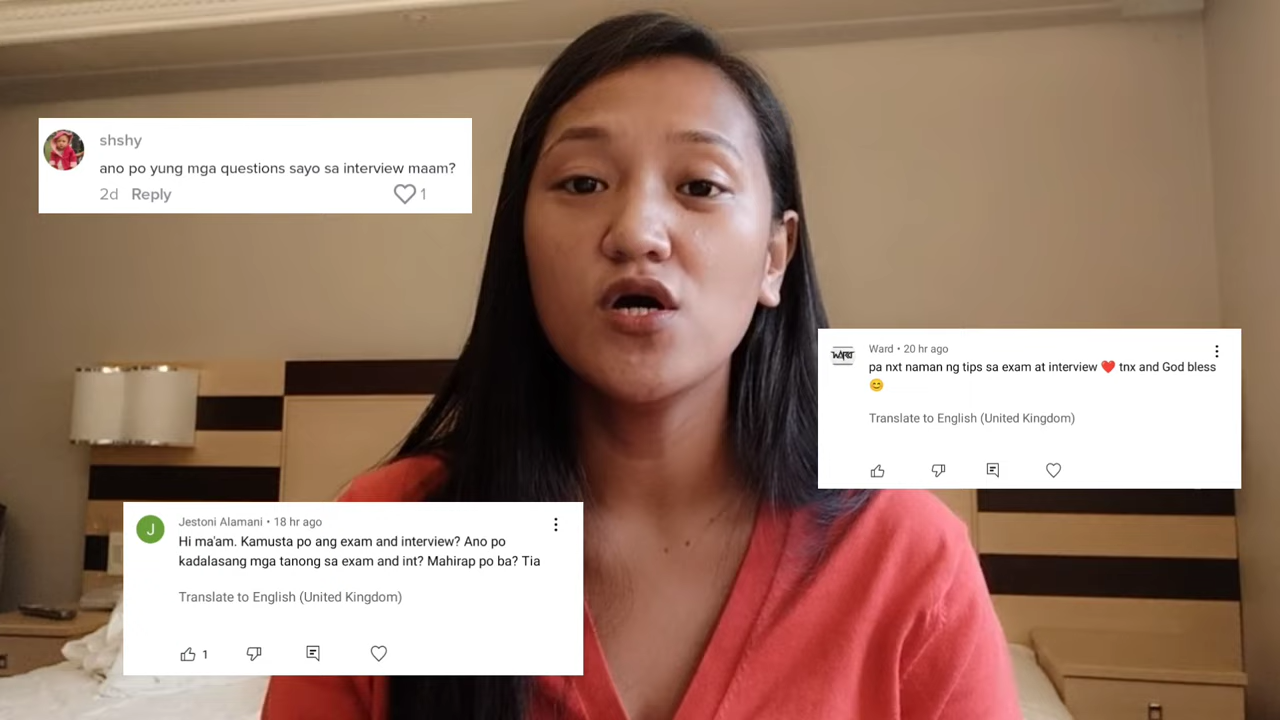 shshy
ano po yung mga questions sayo sa interview maam?
2d Reply 1
Ward • 20 hr ago
pa nxt naman ng tips sa exam at interview ❤️ tnx and God bless
😊
Translate to English (United Kingdom)
J
Jestoni Alamani • 18 hr ago
Hi ma'am. Kamusta po ang exam and interview? Ano po
kadalasang mga tanong sa exam and int? Mahirap po ba? Tia
Translate to English (United Kingdom)
1